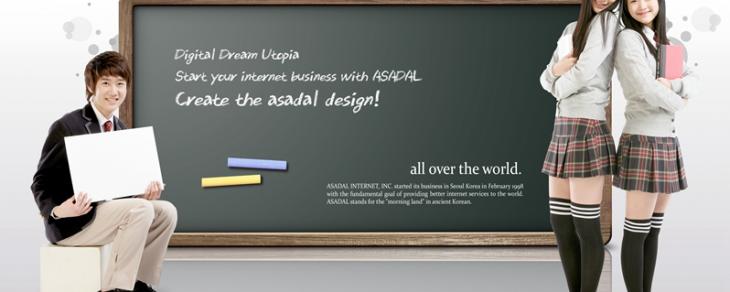 Digital Dream Utopia
Start your internet business with ASADAL
Create the asadal design!
all over the world.
ASADAL INTERNET, INC. started its business in Seoul Korea in February 1998
with the fundamental goal of providing better internet services to the world.
ASADAL stands for the "morning land" in ancient Korean.